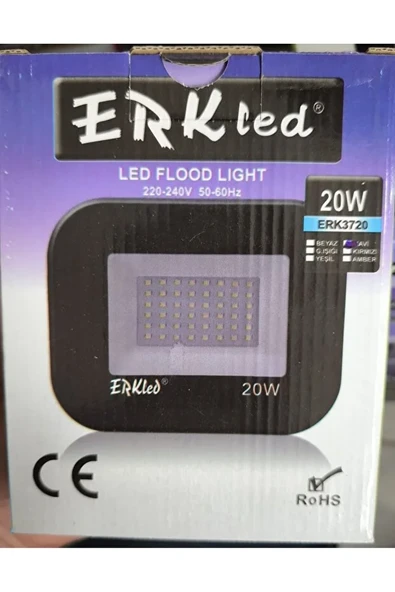 ERKled®
LED FLOOD LIGHT
220-240V 50-60Hz
20W
ERK3720
BEYAZ MAVİ
G.IŞIĞI KIRMIZI
YEŞİL AMBER
ERKled®
20W
CE
RoHS